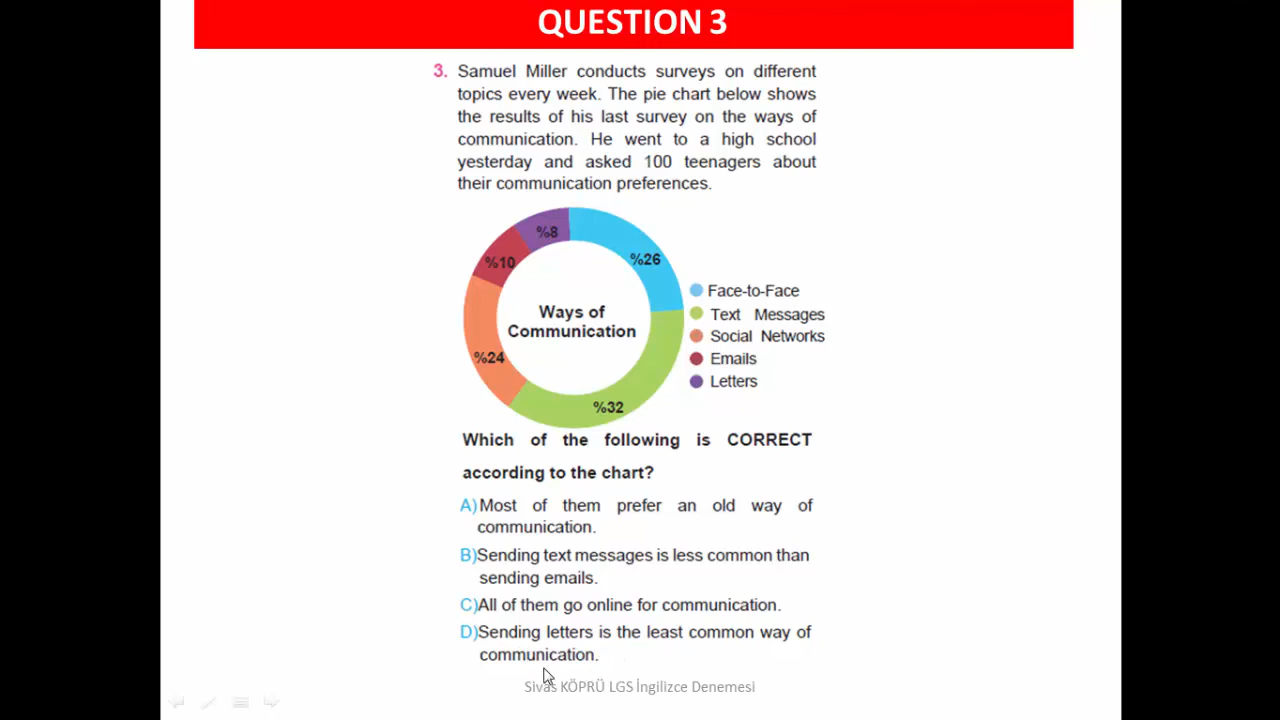 QUESTION 3
3. Samuel Miller conducts surveys on different
topics every week. The pie chart below shows
the results of his last survey on the ways of
communication. He went to a high school
yesterday and asked 100 teenagers about
their communication preferences.
%8
%26
%10
Ways of
Communication
%24
%32
Face-to-Face
Text Messages
Social Networks
Emails
Letters
Which of the following is CORRECT
according to the chart?
A) Most of them prefer an old way of
communication.
B) Sending text messages is less common than
sending emails.
C) All of them go online for communication.
D) Sending letters is the least common way of
communication.
Sivas KÖPRÜ LGS İngilizce Denemesi